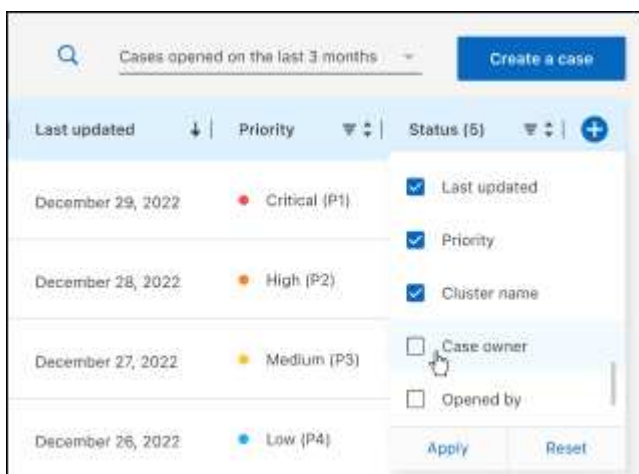 Cases opened on the last 3 months
Create a case
Last updated Priority Status (5)
Last updated
December 29, 2022 Critical (P1)
Priority
December 28, 2022 High (P2)
Cluster name
Case owner
December 27, 2022 Medium (P3)
Opened by
December 26, 2022 Low (P4)
Apply Reset